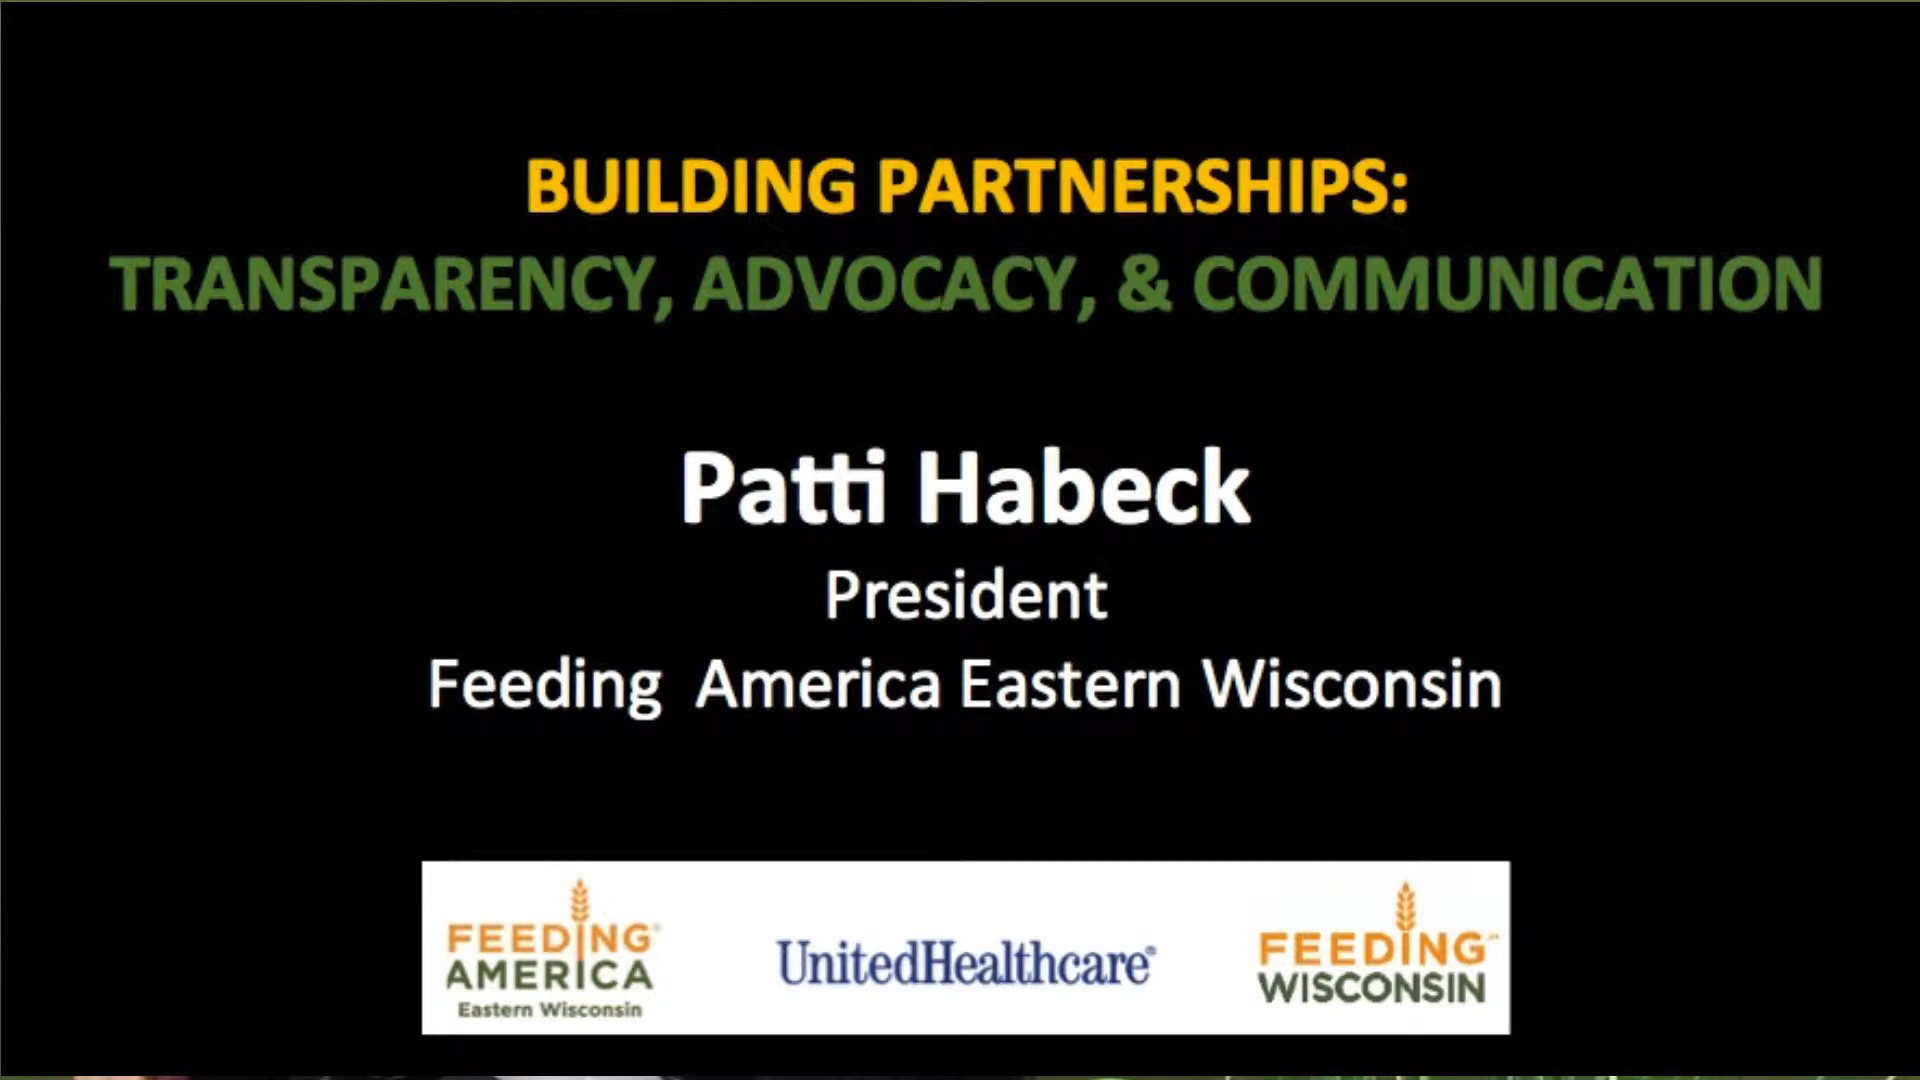 BUILDING PARTNERSHIPS:
TRANSPARENCY, ADVOCACY, & COMMUNICATION
Patti Habeck
President
Feeding America Eastern Wisconsin
FEEDING®
AMERICA
Eastern Wisconsin
UnitedHealthcare®
FEEDING
WISCONSIN